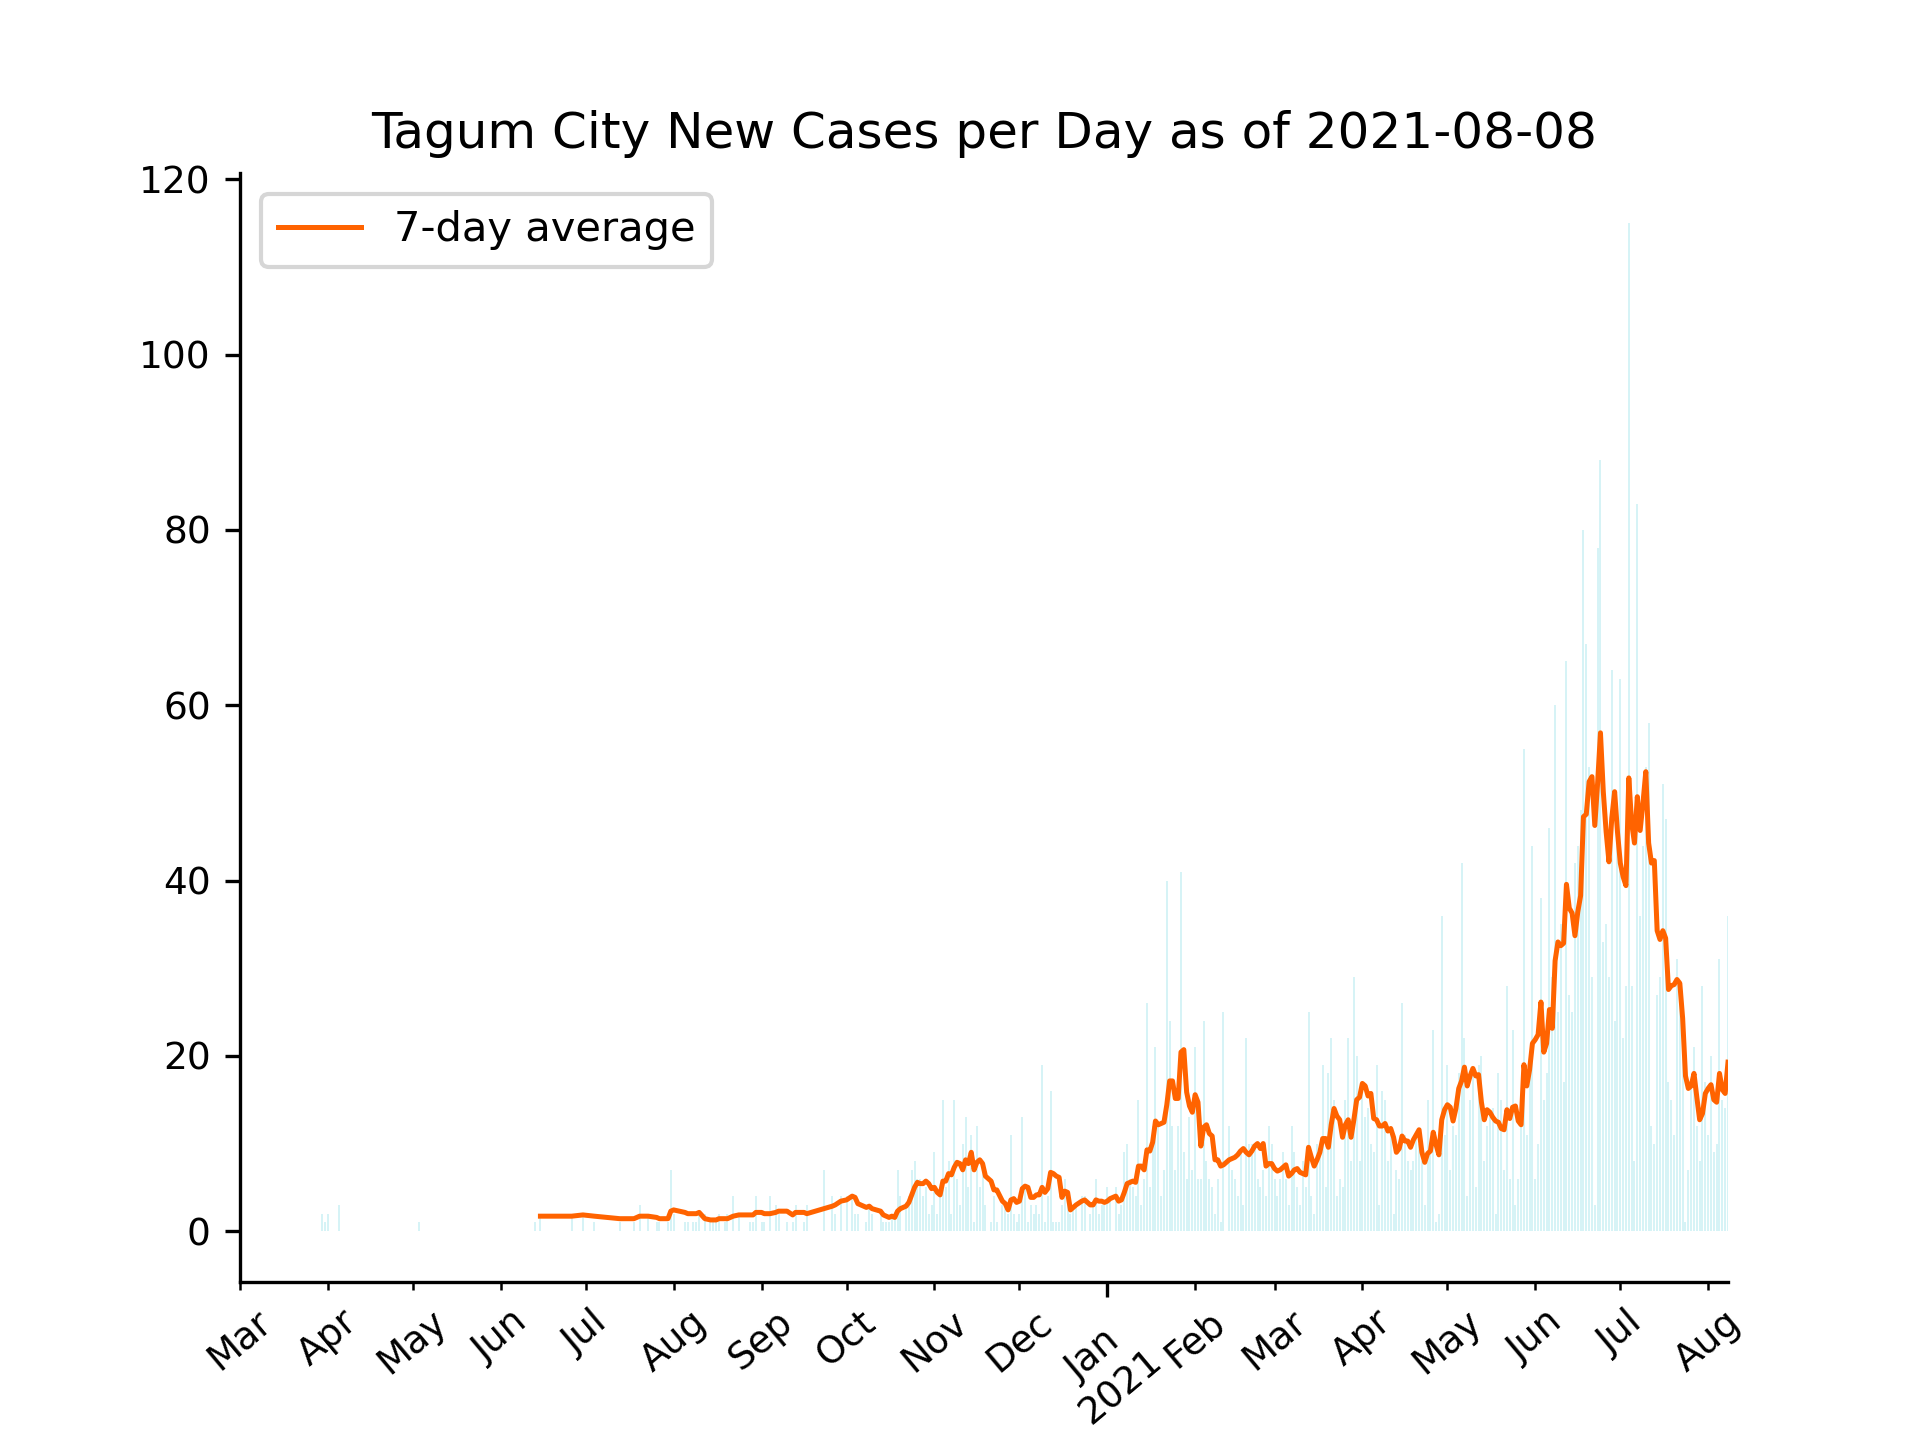 Tagum City New Cases per Day as of 2021-08-08
7-day average
120
100
80
60
40
20
0
Mar Apr May Jun Jul Aug Sep Oct Nov Dec Jan Feb Mar Apr May Jun Jul Aug
2021